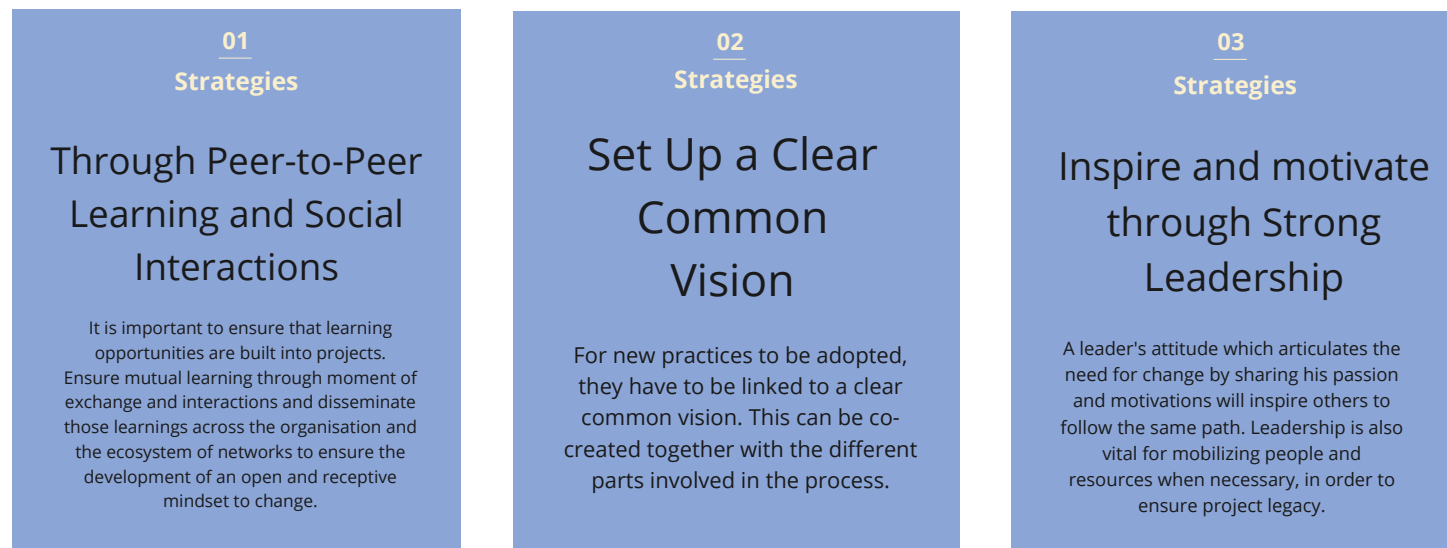 01
Strategies
Through Peer-to-Peer
Learning and Social
Interactions
It is important to ensure that learning
opportunities are built into projects.
Ensure mutual learning through moment of
exchange and interactions and disseminate
those learnings across the organisation and
the ecosystem of networks to ensure the
development of an open and receptive
mindset to change.
02
Strategies
Set Up a Clear
Common
Vision
For new practices to be adopted,
they have to be linked to a clear
common vision. This can be co-
created together with the different
parts involved in the process.
03
Strategies
Inspire and motivate
through Strong
Leadership
A leader's attitude which articulates the
need for change by sharing his passion
and motivations will inspire others to
follow the same path. Leadership is also
vital for mobilizing people and
resources when necessary, in order to
ensure project legacy.